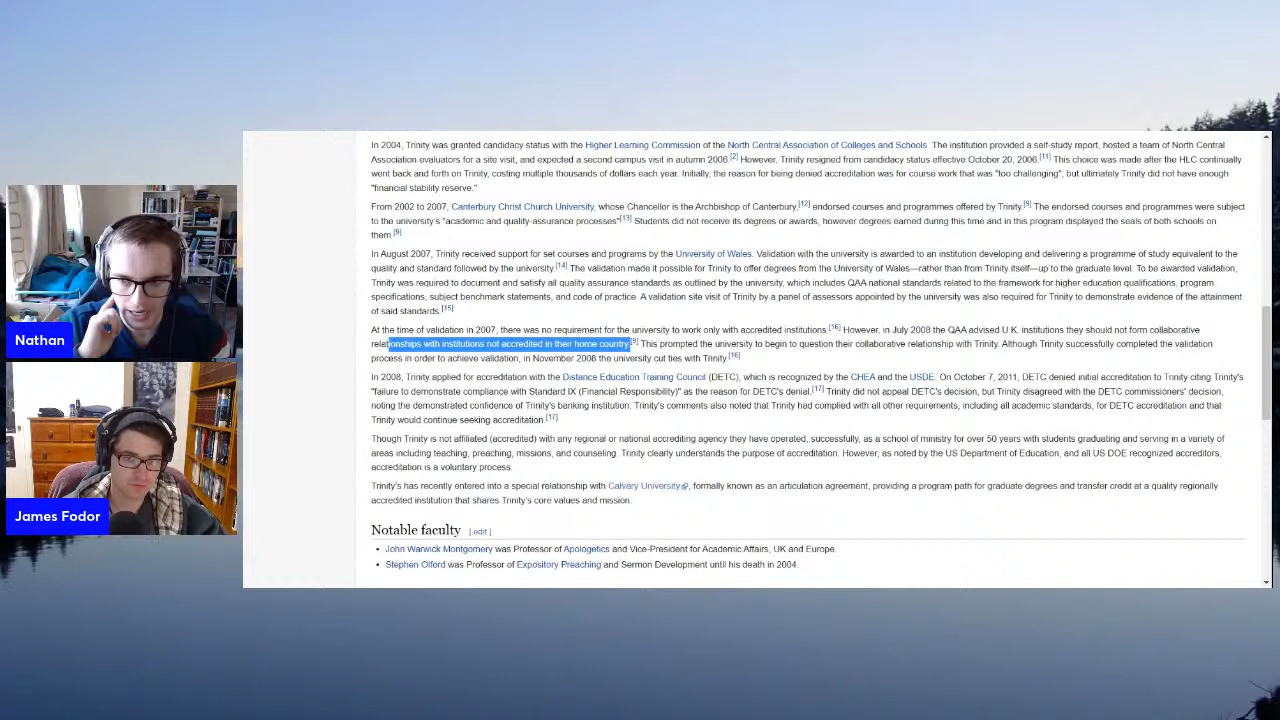 In 2004, Trinity was granted candidacy status with the Higher Learning Commission of the North Central Association of Colleges and Schools. The institution provided a self-study report, hosted a team of North Central
Association evaluators for a site visit, and expected a second campus visit in autumn 2006.[2] However, Trinity resigned from candidacy status effective October 20, 2006.[11] This choice was made after the HLC continually
went back and forth on Trinity, costing multiple thousands of dollars each year. Initially, the reason for being denied accreditation was for course work that was "too challenging", but ultimately Trinity did not have enough
"financial stability reserve."
From 2002 to 2007, Canterbury Christ Church University, whose Chancellor is the Archbishop of Canterbury,[12] endorsed courses and programmes offered by Trinity.[9] The endorsed courses and programmes were subject
to the university's "academic and quality-assurance processes"[13] Students did not receive its degrees or awards, however degrees earned during this time and in this program displayed the seals of both schools on
them.[9]
In August 2007, Trinity received support for set courses and programs by the University of Wales. Validation with the university is awarded to an institution developing and delivering a programme of study equivalent to the
quality and standard followed by the university.[14] The validation made it possible for Trinity to offer degrees from the University of Wales—rather than from Trinity itself—up to the graduate level. To be awarded validation,
Trinity was required to document and satisfy all quality assurance standards as outlined by the university, which includes QAA national standards related to the framework for higher education qualifications, program
specifications, subject benchmark statements, and code of practice. A validation site visit of Trinity by a panel of assessors appointed by the university was also required for Trinity to demonstrate evidence of the attainment
of said standards.[15]
Nathan
At the time of validation in 2007, there was no requirement for the university to work only with accredited institutions.[16] However, in July 2008 the QAA advised U.K. institutions they should not form collaborative
relationships with institutions not accredited in their home country.[9] This prompted the university to begin to question their collaborative relationship with Trinity. Although Trinity successfully completed the validation
process in order to achieve validation, in November 2008 the university cut ties with Trinity.[16]
In 2008, Trinity applied for accreditation with the Distance Education Training Council (DETC), which is recognized by the CHEA and the USDE. On October 7, 2011, DETC denied initial accreditation to Trinity citing Trinity's
"failure to demonstrate compliance with Standard IX (Financial Responsibility)" as the reason for DETC's denial.[17] Trinity did not appeal DETC's decision, but Trinity disagreed with the DETC commissioners' decision,
noting the demonstrated confidence of Trinity's banking institution. Trinity's comments also noted that Trinity had complied with all other requirements, including all academic standards, for DETC accreditation and that
Trinity would continue seeking accreditation.[17]
Though Trinity is not affiliated (accredited) with any regional or national accrediting agency they have operated, successfully, as a school of ministry for over 50 years with students graduating and serving in a variety of
areas including teaching, preaching, missions, and counseling. Trinity clearly understands the purpose of accreditation. However, as noted by the US Department of Education, and all US DOE recognized accreditors,
accreditation is a voluntary process.
Trinity's has recently entered into a special relationship with Calvary University, formally known as an articulation agreement, providing a program path for graduate degrees and transfer credit at a quality regionally
accredited institution that shares Trinity's core values and mission.
James Fodor
Notable faculty [ edit ]
• John Warwick Montgomery was Professor of Apologetics and Vice-President for Academic Affairs, UK and Europe.
• Stephen Olford was Professor of Expository Preaching and Sermon Development until his death in 2004.